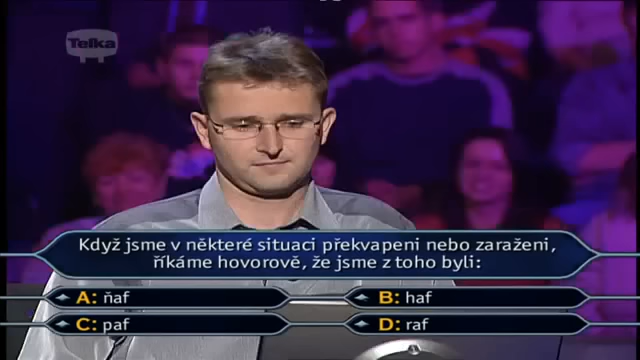 Telka
Když jsme v některé situaci překvapeni nebo zaraženi,
říkáme hovorově, že jsme z toho byli:
A: ňaf
B: haf
C: paf
D: raf